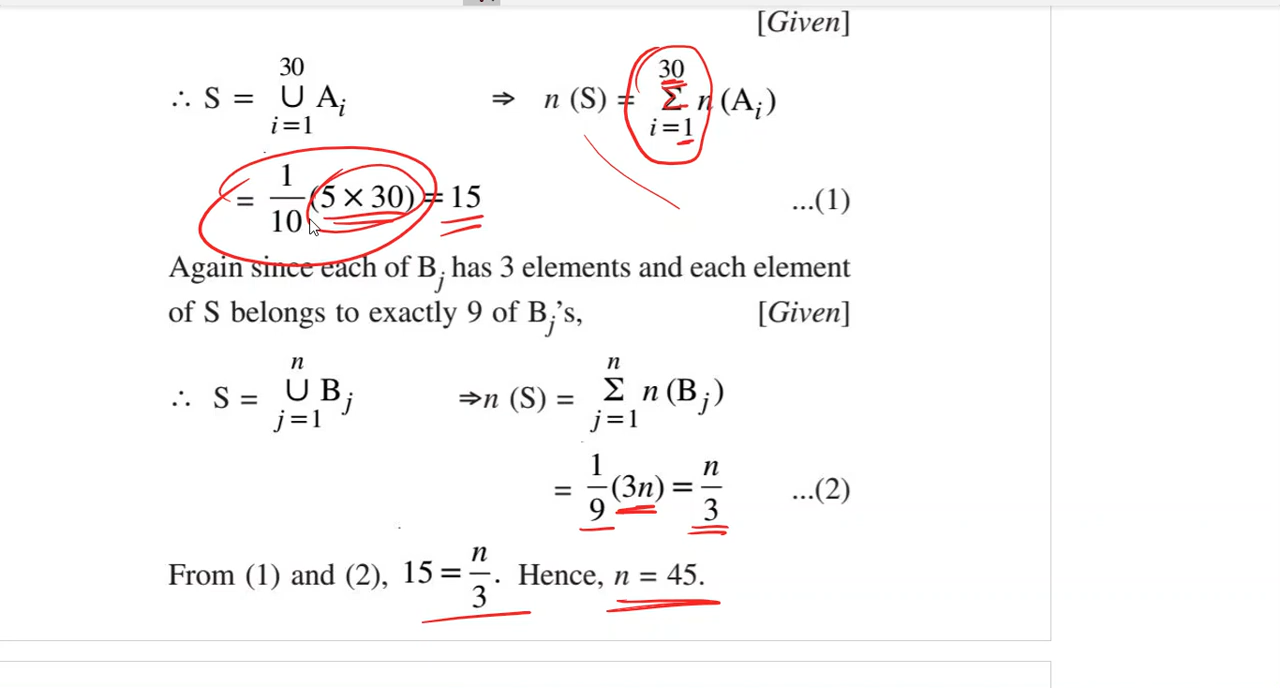 [Given]
∴ S = 30 ∪ i=1 A_i ⇒ n (S) = 30 Σ i=1 n (A_i)
= 1/10 (5 × 30) = 15 ...(1)
Again since each of B_j has 3 elements and each element
of S belongs to exactly 9 of B_j's, [Given]
∴ S = n ∪ j=1 B_j ⇒ n (S) = n Σ j=1 n (B_j)
= 1/9 (3n) = n/3 ...(2)
From (1) and (2), 15 = n/3. Hence, n = 45.